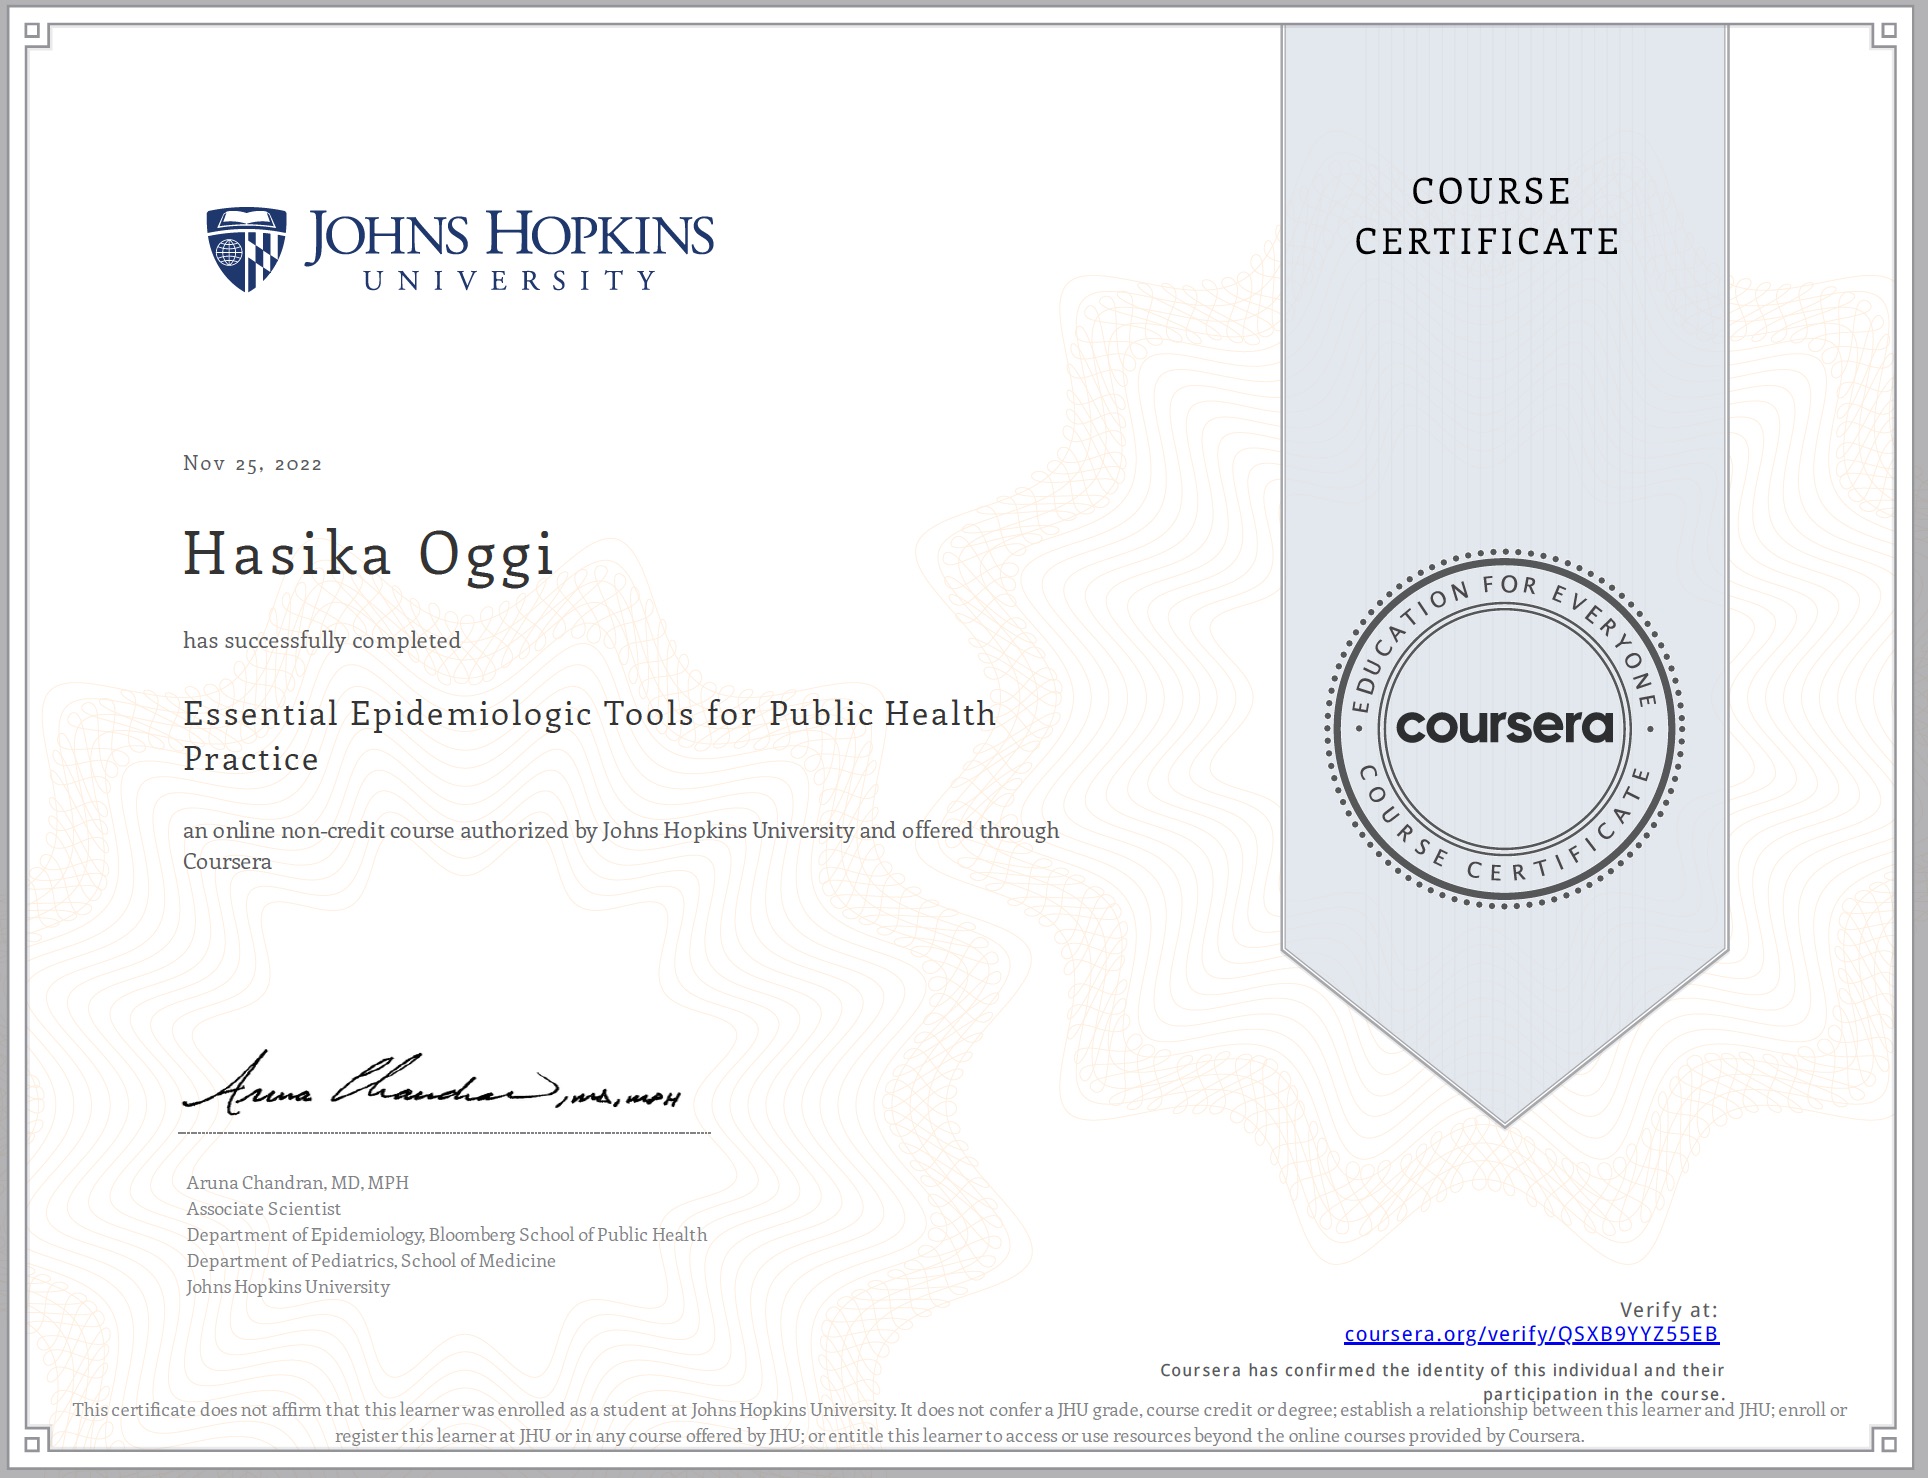 JOHNS HOPKINS
UNIVERSITY
COURSE
CERTIFICATE
Nov 25, 2022
Hasika Oggi
has successfully completed
Essential Epidemiologic Tools for Public Health
Practice
an online non-credit course authorized by Johns Hopkins University and offered through
Coursera
EDUCATION FOR EVERYONE
coursera
COURSE CERTIFICATE
Aruna Chandran, MD, MPH
Aruna Chandran, MD, MPH
Associate Scientist
Department of Epidemiology, Bloomberg School of Public Health
Department of Pediatrics, School of Medicine
Johns Hopkins University
Verify at:
coursera.org/verify/QSXB9YYZ55EB
Coursera has confirmed the identity of this individual and their
participation in the course.
This certificate does not affirm that this learner was enrolled as a student at Johns Hopkins University. It does not confer a JHU grade, course credit or degree; establish a relationship between this learner and JHU; enroll or
register this learner at JHU or in any course offered by JHU; or entitle this learner to access or use resources beyond the online courses provided by Coursera.